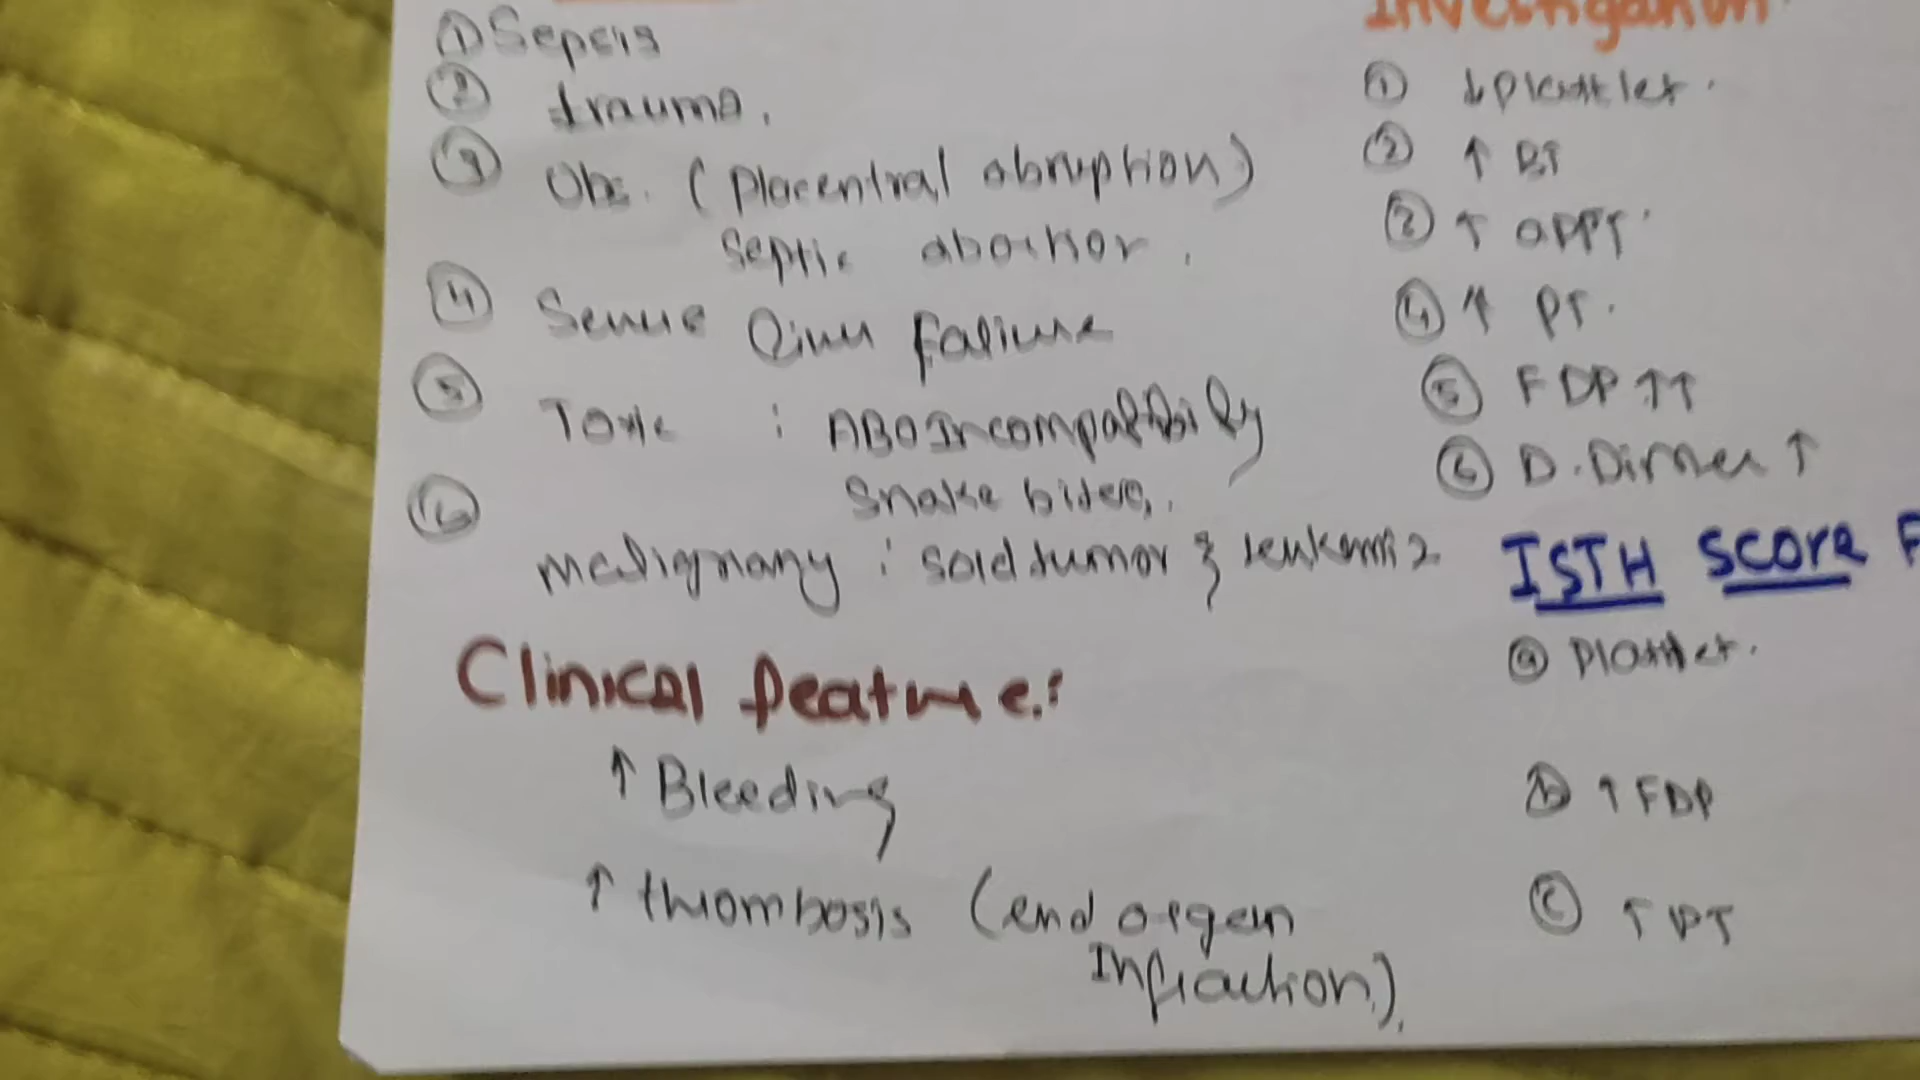 ① Sepsis
② trauma.
③ Obs. (Placentral abruption)
Septic abortion.
④ Severe liver failure
⑤ Toxic : ABO Incompatibility
Snake bites.
⑥ malignany : solid tumor & leukemia
Clinical feature:
↑ Bleeding
↑ thrombosis (end organ
Infraction).
Investigation
① ↓ Platelet.
② ↑ BT
③ ↑ aPPT.
④ ↑ PT.
⑤ FDP ↑↑
⑥ D.Dimer ↑
ISTH SCORE
ⓐ Platelet.
ⓑ ↑ FDP
ⓒ ↑ PT